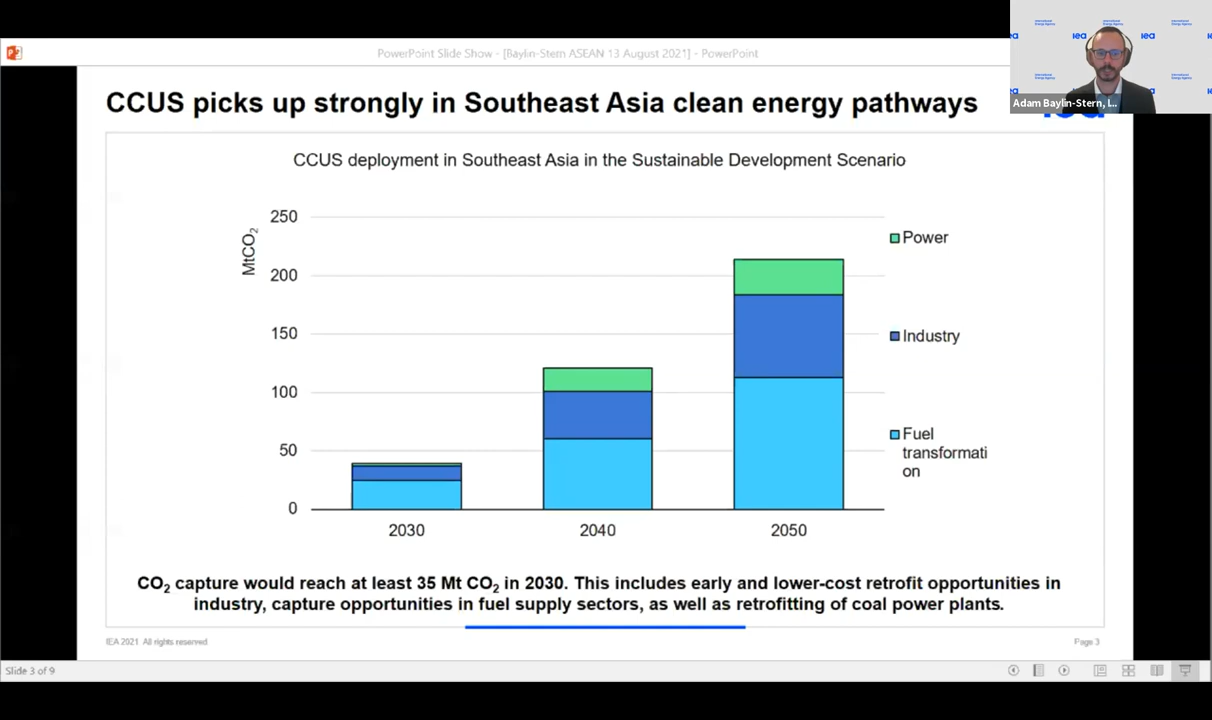 PowerPoint Slide Show - [Baylin-Stern ASEAN 13 August 2021] - PowerPoint
International
Energy Agency
iea
Adam Baylin-Stern, I...
CCUS picks up strongly in Southeast Asia clean energy pathways
CCUS deployment in Southeast Asia in the Sustainable Development Scenario
MtCO2
250
200
150
100
50
0
2030
2040
2050
Power
Industry
Fuel
transformati
on
CO2 capture would reach at least 35 Mt CO2 in 2030. This includes early and lower-cost retrofit opportunities in
industry, capture opportunities in fuel supply sectors, as well as retrofitting of coal power plants.
IEA 2021 All rights reserved
Page 3
Slide 3 of 9